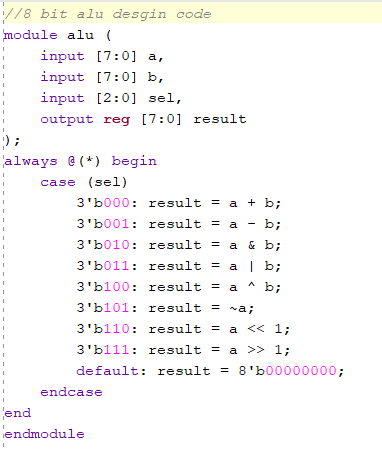 //8 bit alu desgin code
module alu (
    input [7:0] a,
    input [7:0] b,
    input [2:0] sel,
    output reg [7:0] result
);
always @(*) begin
    case (sel)
        3'b000: result = a + b;
        3'b001: result = a - b;
        3'b010: result = a & b;
        3'b011: result = a | b;
        3'b100: result = a ^ b;
        3'b101: result = ~a;
        3'b110: result = a << 1;
        3'b111: result = a >> 1;
        default: result = 8'b00000000;
    endcase
end
endmodule